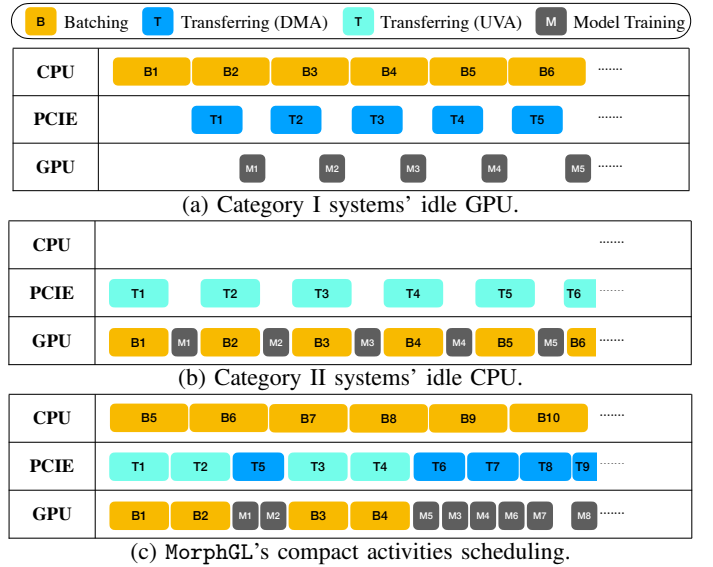 B Batching T Transferring (DMA) T Transferring (UVA) M Model Training
CPU B1 B2 B3 B4 B5 B6 .......
PCIE T1 T2 T3 T4 T5 .......
GPU M1 M2 M3 M4 M5 .......
(a) Category I systems' idle GPU.
CPU .......
PCIE T1 T2 T3 T4 T5 T6 .......
GPU B1 M1 B2 M2 B3 M3 B4 M4 B5 M5 B6 .......
(b) Category II systems' idle CPU.
CPU B5 B6 B7 B8 B9 B10 .......
PCIE T1 T2 T5 T3 T4 T6 T7 T8 T9 .......
GPU B1 B2 M1 M2 B3 B4 M5 M3 M4 M6 M7 M8 .......
(c) MorphGL's compact activities scheduling.